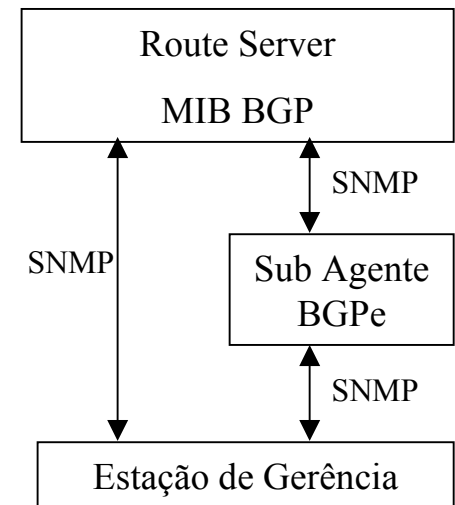 Route Server
MIB BGP
SNMP
SNMP
Sub Agente
BGPe
SNMP
Estação de Gerência